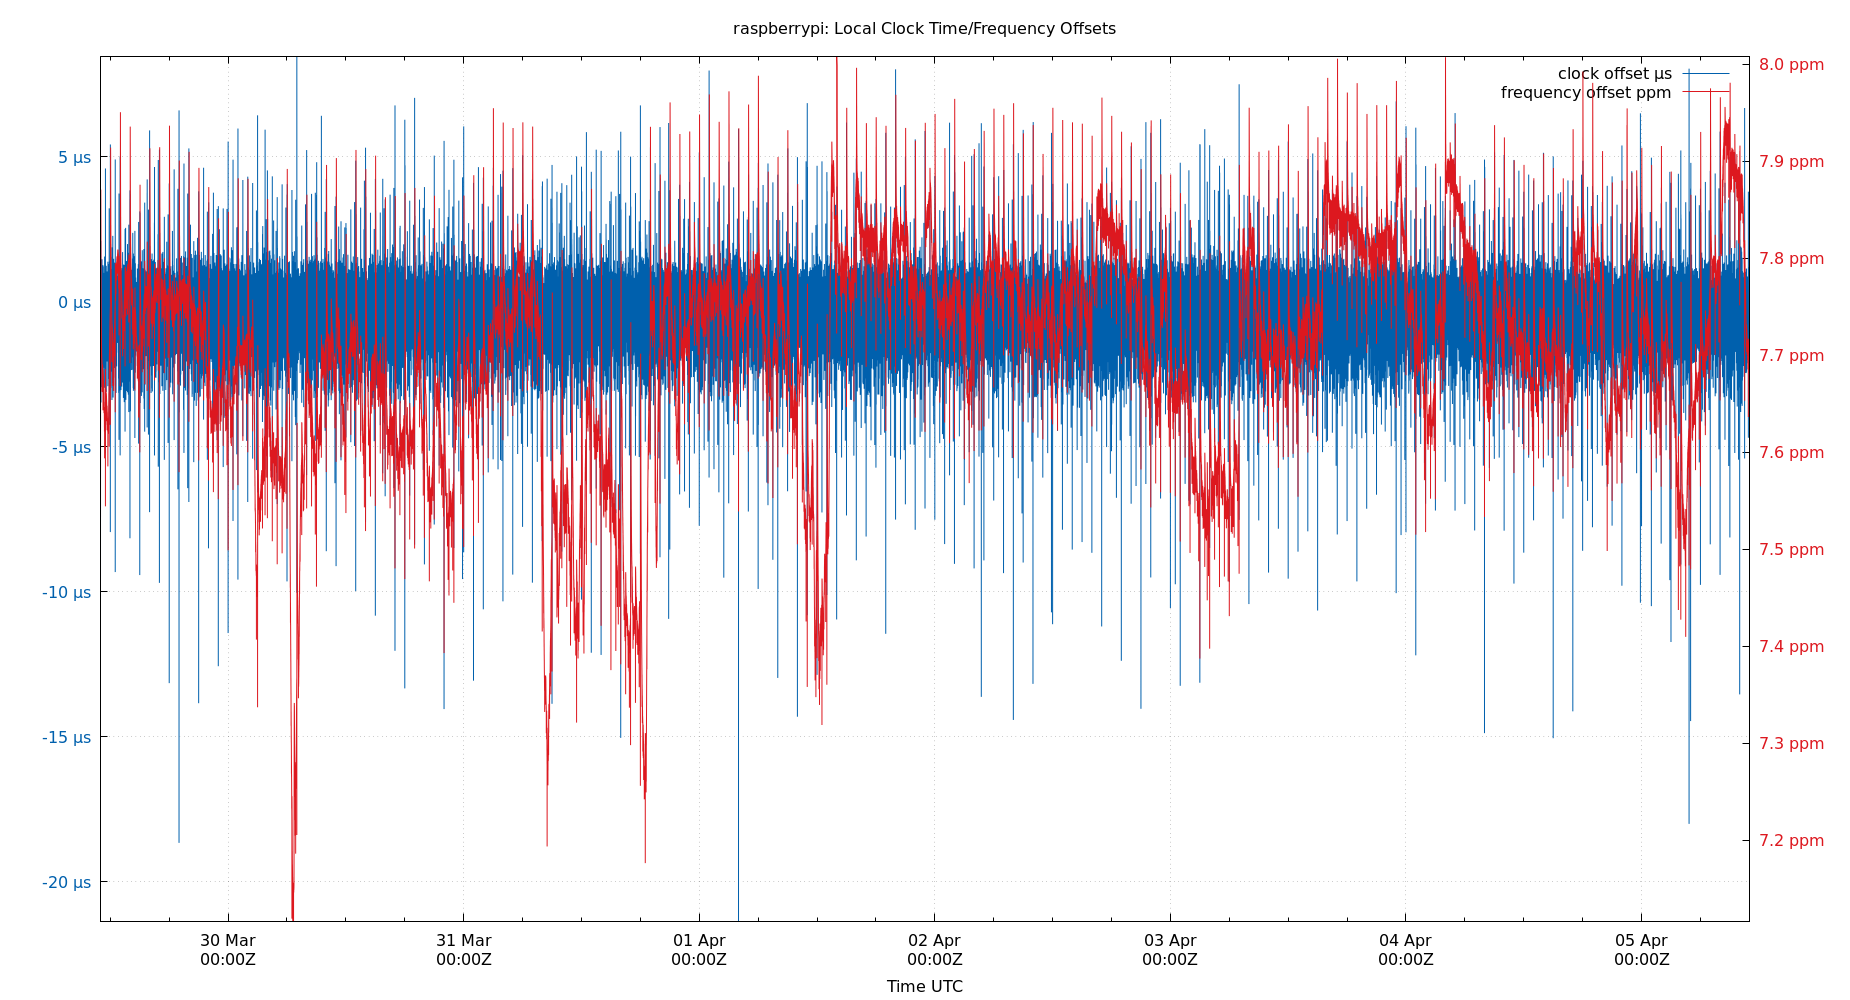 raspberrypi: Local Clock Time/Frequency Offsets
clock offset µs
frequency offset ppm
5 µs
0 µs
-5 µs
-10 µs
-15 µs
-20 µs
8.0 ppm
7.9 ppm
7.8 ppm
7.7 ppm
7.6 ppm
7.5 ppm
7.4 ppm
7.3 ppm
7.2 ppm
30 Mar 31 Mar 01 Apr 02 Apr 03 Apr 04 Apr 05 Apr
00:00Z 00:00Z 00:00Z 00:00Z 00:00Z 00:00Z 00:00Z
Time UTC